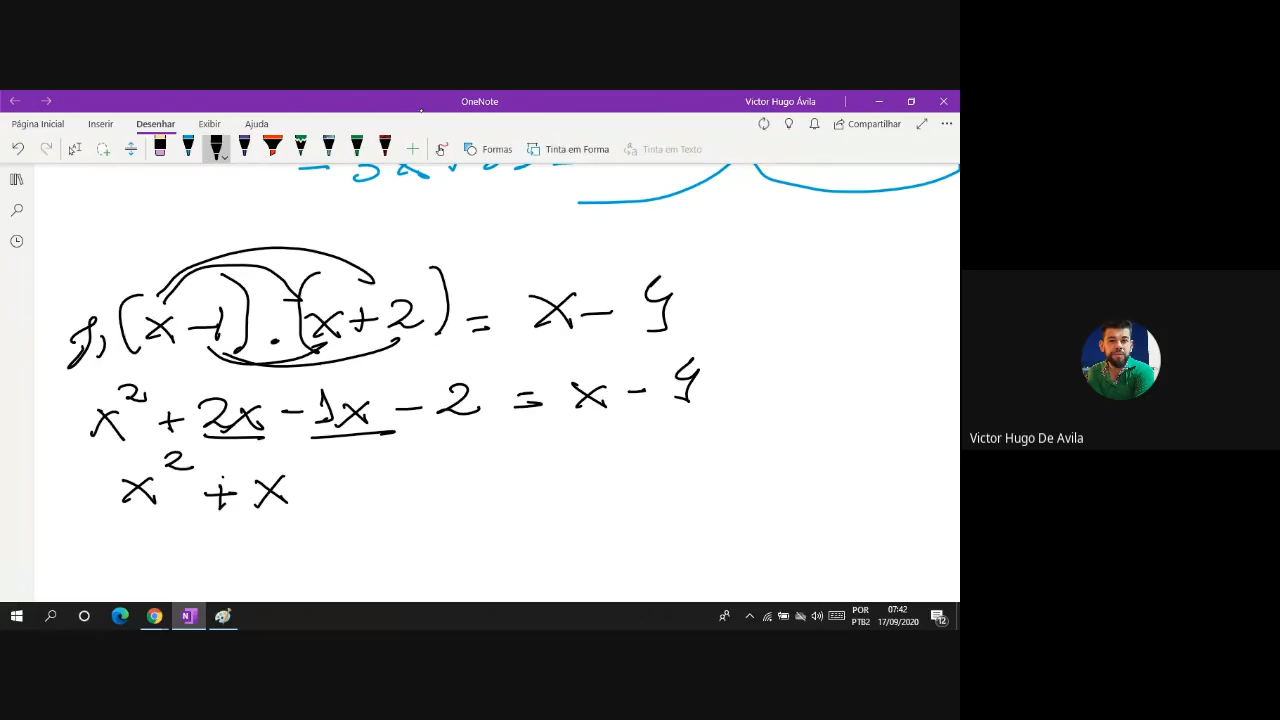 OneNote
Victor Hugo Ávila
Página Inicial Inserir Desenhar Exibir Ajuda
Compartilhar
Formas Tinta em Forma Tinta em Texto
(x-1).(x+2) = x-4
x² + 2x - 1x - 2 = x - 4
x² + x
Victor Hugo De Avila
POR 07:42
PTB2 17/09/2020
12